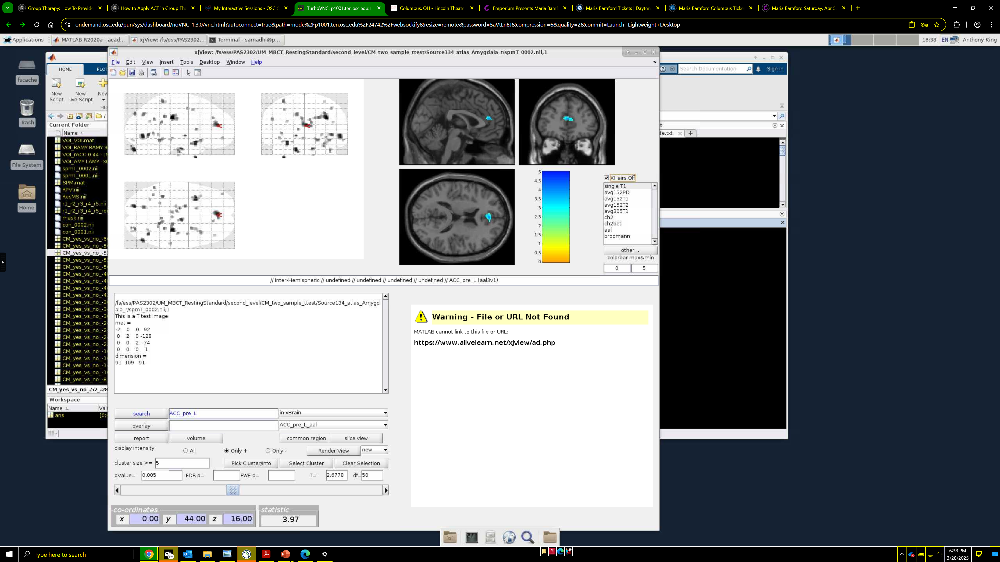 Group Therapy: How To Provide
How to Apply ACT in Group The
My Interactive Sessions - OSC O
TurboVNC: p1001.ten.osc.edu:1
Columbus, OH - Lincoln Theater
Emporium Presents Maria Bamf
Maria Bamford Tickets | Dayton
Maria Bamford Columbus Ticke
Maria Bamford Saturday, Apr 5,
ondemand.osc.edu/pun/sys/dashboard/noVNC-1.3.0/vnc.html?autoconnect=true&path=rnode%2Fp1001.ten.osc.edu%2F24742%2Fwebsockify&resize=remote&password=5aVtLn8J&compression=6&quality=2&commit=Launch+Lightweight+Desktop
Applications
MATLAB R2020a - acad...
xjView: /fs/ess/PAS2302...
Terminal - samadhi@p...
18:38
EN
Anthony King
fscache
Trash
File System
Home
xjView: /fs/ess/PAS2302/UM_MBCT_RestingStandard/second_level/CM_two_sample_ttest/Source134_atlas_Amygdala_r/spmT_0002.nii,1
File Edit View Insert Tools Desktop Window Help
HOME
PLOT
New Script
New Live Script
New
FILE
Search Documentation
Sign In
te.txt
Current Folder
Name
VOI_VOI.mat
VOI_RAMY RAMY 3
VOI_rACC 0 44 -16
VOI_AMY LAMY -30
spmT_0002.nii
spmT_0001.nii
SPM.mat
RPV.nii
ResMS.nii
r1_r2_r3_r4_r5.nii
r1_r2_r3_r4_r5_roi
mask.nii
con_0002.nii
con_0001.nii
CM_yes_vs_no_-6
CM_yes_vs_no_-5
CM_yes_vs_no_-5
CM_yes_vs_no_-5
CM_yes_vs_no_-5
CM_yes_vs_no_-4
CM_yes_vs_no_-4
CM_yes_vs_no_-4
CM_yes_vs_no_-4
CM_yes_vs_no_-3
CM_yes_vs_no_-3
CM_yes_vs_no_-3
CM_yes_vs_no_-2
CM_yes_vs_no_-2
CM_yes_vs_no_-2
CM_yes_vs_no_-2
CM_yes_vs_no_-1
CM_yes_vs_no_-1
CM_yes_vs_no_-1
CM_yes_vs_no_-1
CM_yes_vs_no_-8
CM_yes_vs_no_-52_-28
Workspace
Name
Valu
ans
[0;4
5
4.5
4
3.5
3
2.5
2
1.5
1
0.5
0
XHairs Off
single T1
avg152PD
avg152T1
avg152T2
avg305T1
ch2
ch2bet
aal
brodmann
other ...
colorbar max&min
0 5
// Inter-Hemispheric // undefined // undefined // undefined // undefined // ACC_pre_L (aal3v1)
/fs/ess/PAS2302/UM_MBCT_RestingStandard/second_level/CM_two_sample_ttest/Source134_atlas_Amygd
ala_r/spmT_0002.nii,1
This is a T test image.
mat =
-2 0 0 92
0 2 0 -128
0 0 2 -74
0 0 0 1
dimension =
91 109 91
Warning - File or URL Not Found
MATLAB cannot link to this file or URL:
https://www.alivelearn.net/xjview/ad.php
search ACC_pre_L in xBrain
overlay ACC_pre_L_aal
report volume common region slice view
display intensity All Only + Only - Render View new
cluster size >= 5 Pick Cluster/Info Select Cluster Clear Selection
pValue= 0.005 FDR p= FWE p= T= 2.6778 df= 50
co-ordinates
x 0.00 y 44.00 z 16.00
statistic
3.97
Type here to search
9+
6:38 PM
3/28/2025